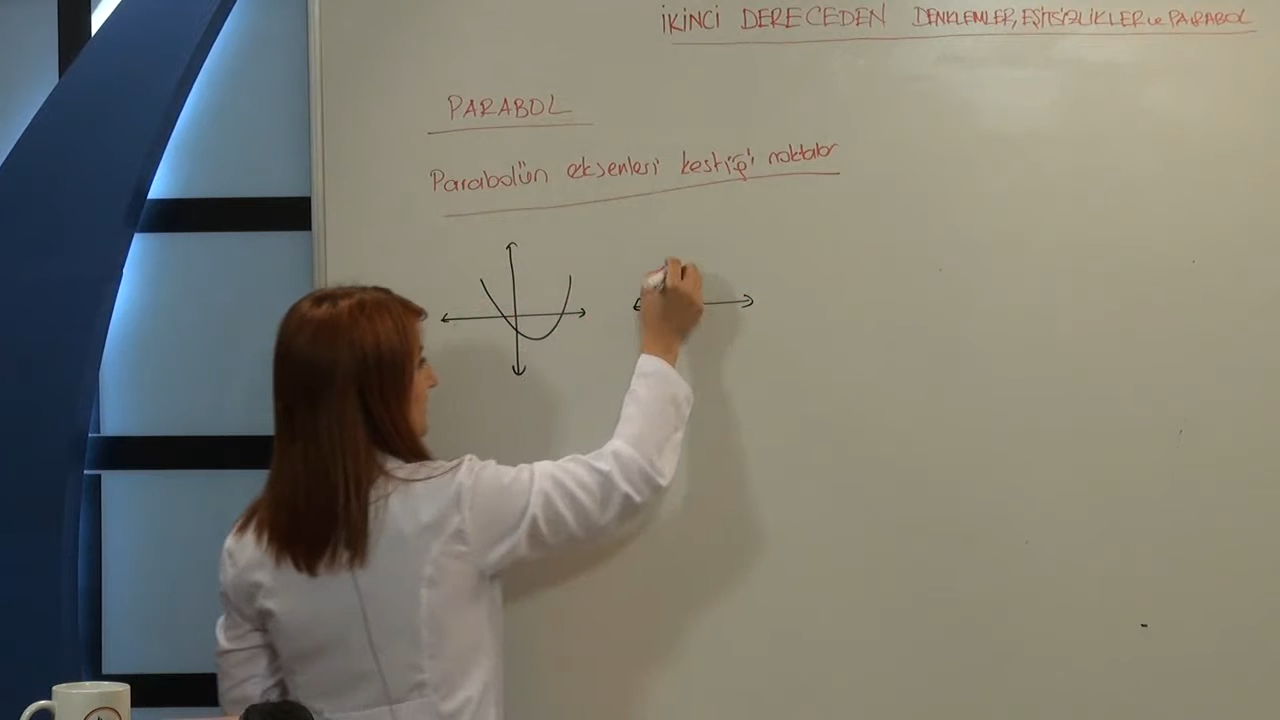 İKİNCİ DERECEDEN DENKLEMLER, EŞİTSİZLİKLER ve PARABOL
PARABOL
Parabolün eksenleri kestiği noktalar